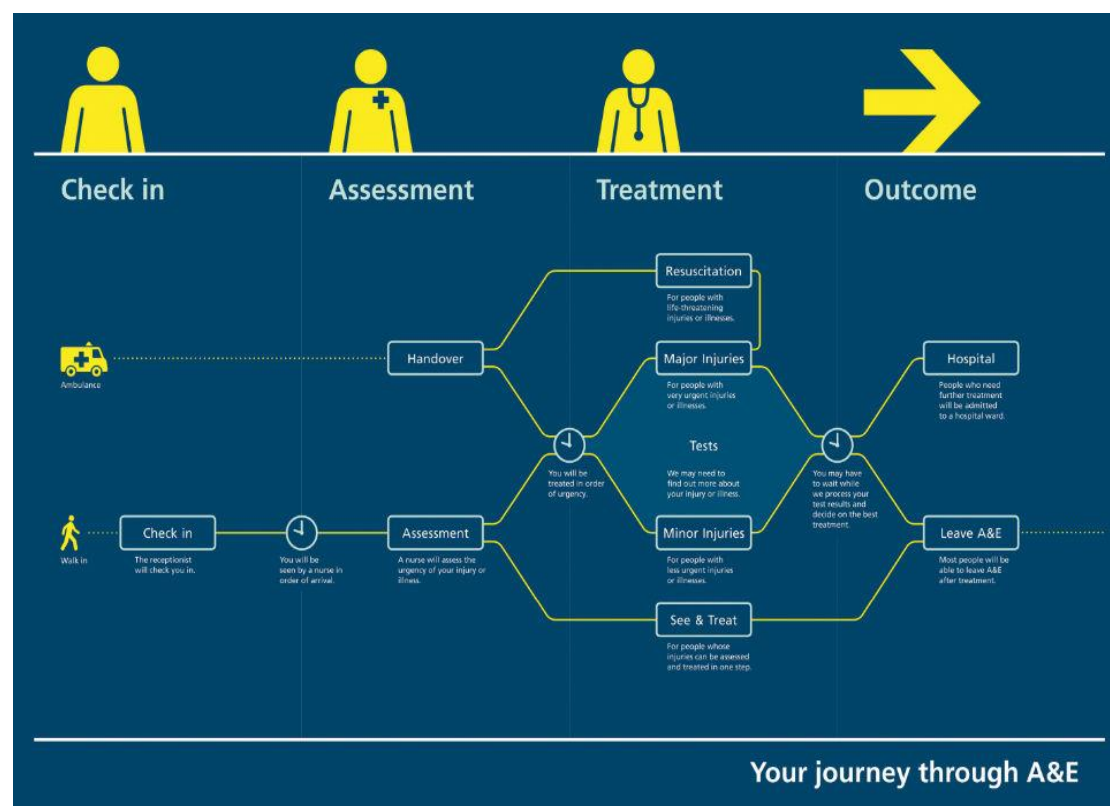 Check in
Assessment
Treatment
Outcome
Resuscitation
For people with
life-threatening
injuries or illnesses.
Ambulance
Handover
Major Injuries
For people with
very urgent injuries
or illnesses.
Hospital
People who need
further treatment
will be admitted
to a hospital ward.
You will be
treated in order
of urgency.
Tests
We may need to
find out more about
your injury or illness.
You may have
to wait while
we process your
test results and
decide on the best
treatment.
Walk in
Check in
The receptionist
will check you in.
You will be
seen by a nurse in
order of arrival.
Assessment
A nurse will assess the
urgency of your injury or
illness.
Minor Injuries
For people with
less urgent injuries
or illnesses.
Leave A&E
Most people will be
able to leave A&E
after treatment.
See & Treat
For people whose
injuries can be assessed
and treated in one step.
Your journey through A&E